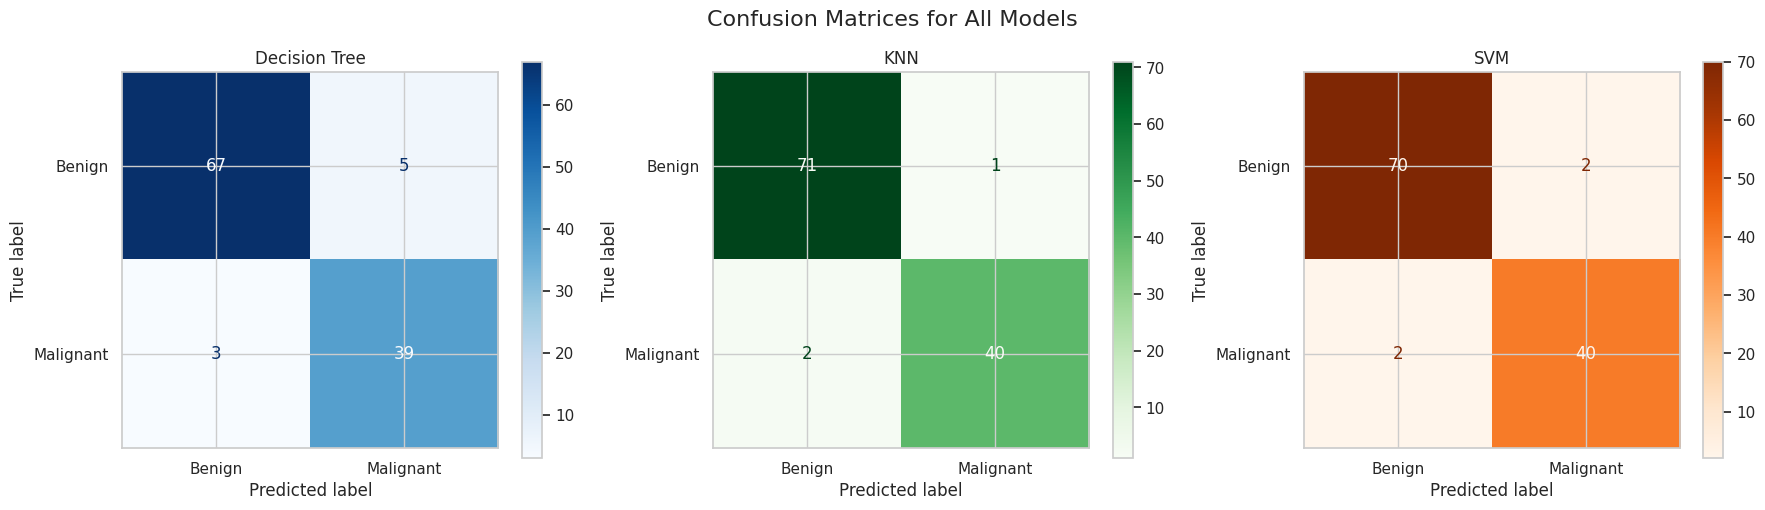 Confusion Matrices for All Models
Decision Tree
True label
Benign
Malignant
67
5
3
39
Benign
Malignant
Predicted label
60
50
40
30
20
10
KNN
True label
Benign
Malignant
71
1
2
40
Benign
Malignant
Predicted label
70
60
50
40
30
20
10
SVM
True label
Benign
Malignant
70
2
2
40
Benign
Malignant
Predicted label
70
60
50
40
30
20
10